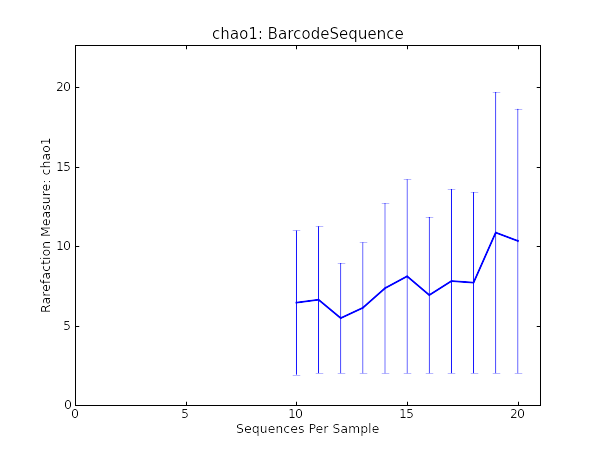 chao1: BarcodeSequence
Rarefaction Measure: chao1
20
15
10
5
0
0 5 10 15 20
Sequences Per Sample